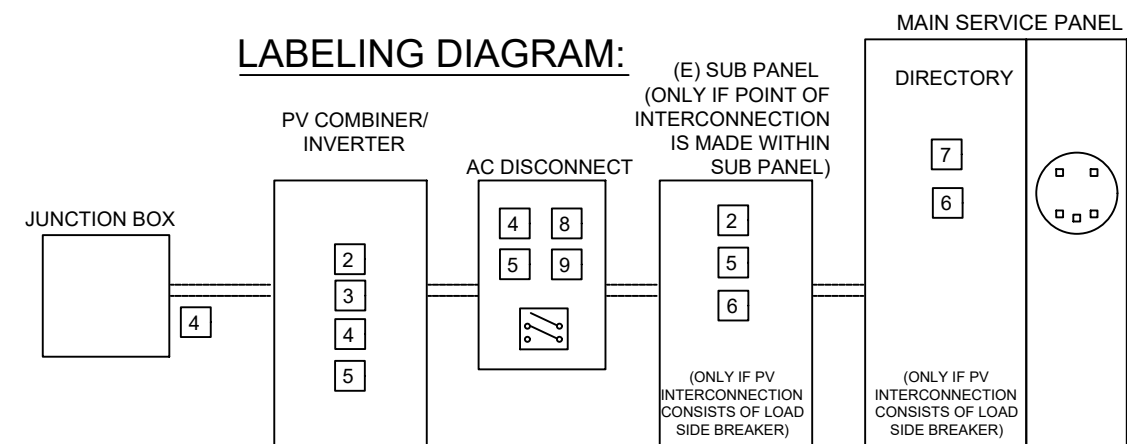 LABELING DIAGRAM:
JUNCTION BOX
4
PV COMBINER/
INVERTER
2
3
4
5
AC DISCONNECT
4 8
5 9
(E) SUB PANEL
(ONLY IF POINT OF
INTERCONNECTION
IS MADE WITHIN
SUB PANEL)
2
5
6
(ONLY IF PV
INTERCONNECTION
CONSISTS OF LOAD
SIDE BREAKER)
MAIN SERVICE PANEL
DIRECTORY
7
6
(ONLY IF PV
INTERCONNECTION
CONSISTS OF LOAD
SIDE BREAKER)